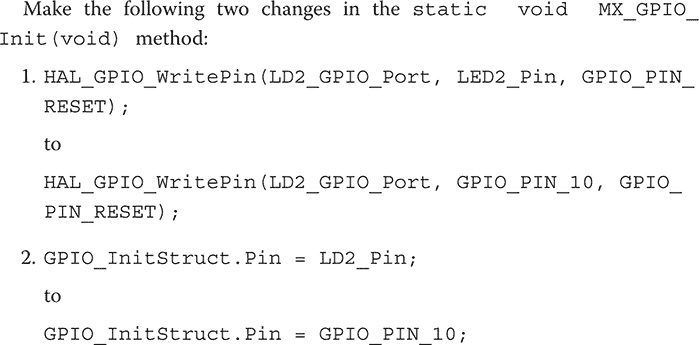 Make the following two changes in the static void MX_GPIO_
Init(void) method:
1. HAL_GPIO_WritePin(LD2_GPIO_Port, LED2_Pin, GPIO_PIN_
RESET);
to
HAL_GPIO_WritePin(LD2_GPIO_Port, GPIO_PIN_10, GPIO_
PIN_RESET);
2. GPIO_InitStruct.Pin = LD2_Pin;
to
GPIO_InitStruct.Pin = GPIO_PIN_10;